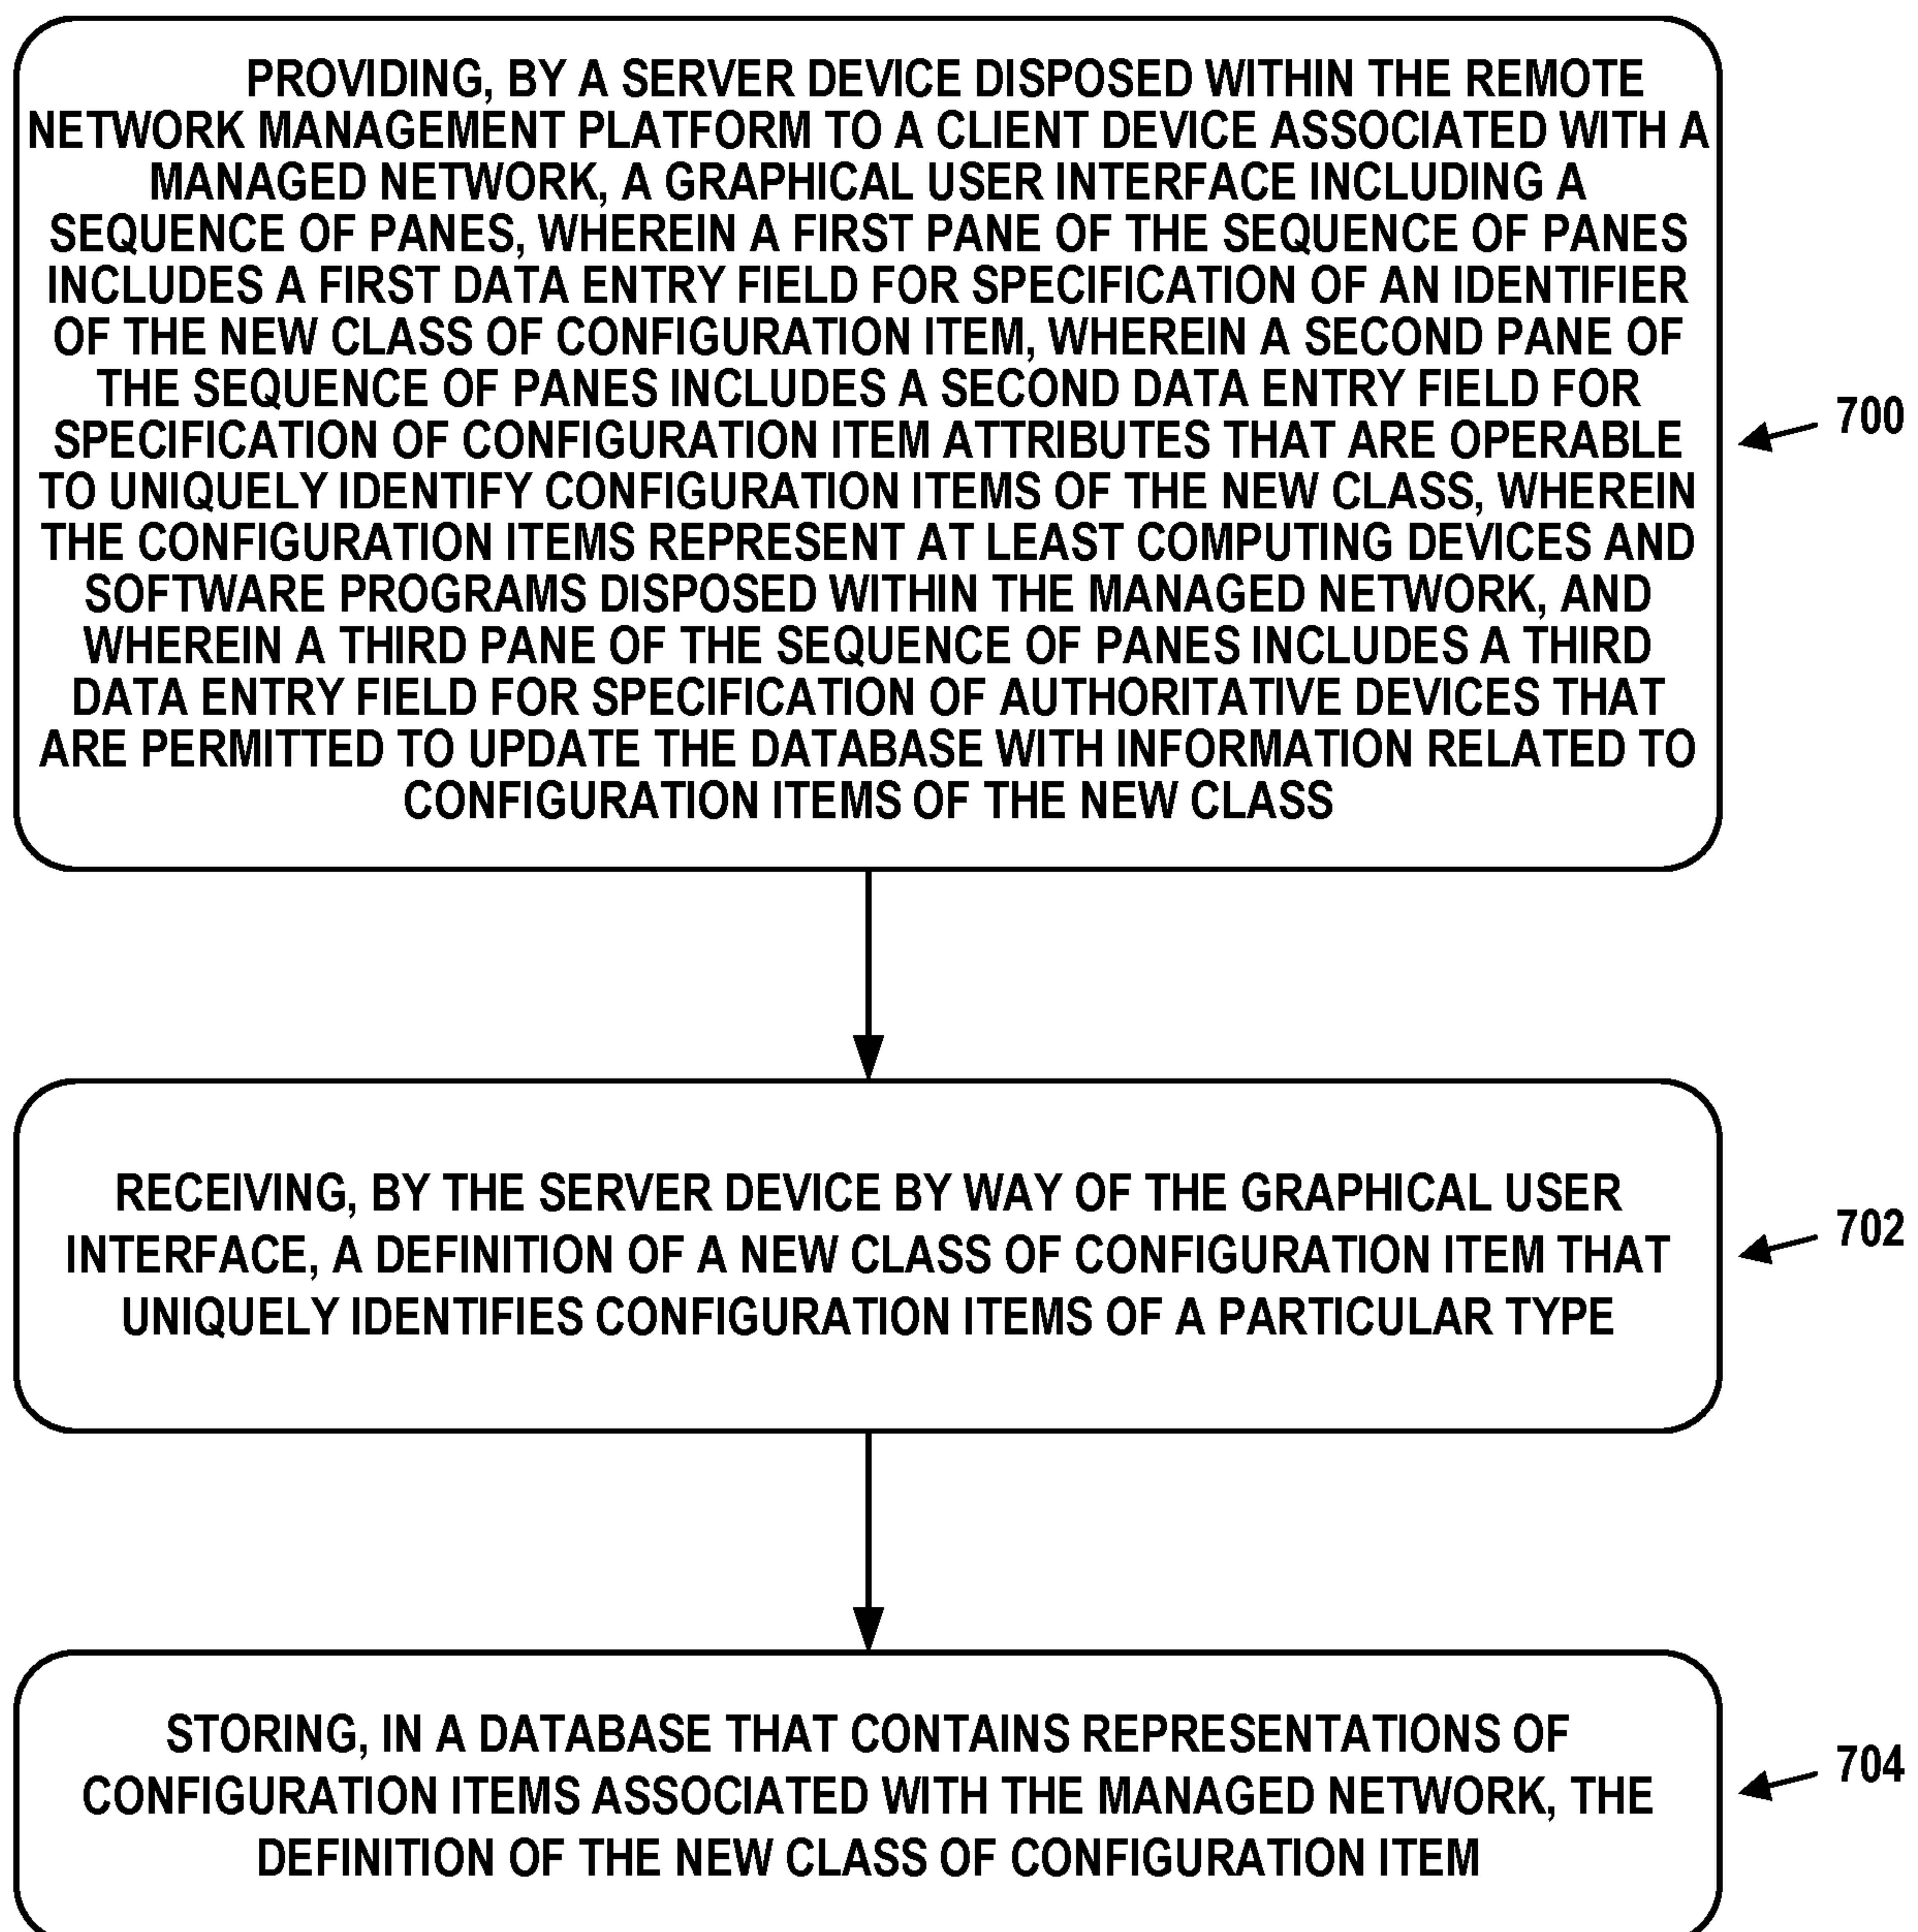 PROVIDING, BY A SERVER DEVICE DISPOSED WITHIN THE REMOTE
NETWORK MANAGEMENT PLATFORM TO A CLIENT DEVICE ASSOCIATED WITH A
MANAGED NETWORK, A GRAPHICAL USER INTERFACE INCLUDING A
SEQUENCE OF PANES, WHEREIN A FIRST PANE OF THE SEQUENCE OF PANES
INCLUDES A FIRST DATA ENTRY FIELD FOR SPECIFICATION OF AN IDENTIFIER
OF THE NEW CLASS OF CONFIGURATION ITEM, WHEREIN A SECOND PANE OF
THE SEQUENCE OF PANES INCLUDES A SECOND DATA ENTRY FIELD FOR
SPECIFICATION OF CONFIGURATION ITEM ATTRIBUTES THAT ARE OPERABLE
TO UNIQUELY IDENTIFY CONFIGURATION ITEMS OF THE NEW CLASS, WHEREIN
THE CONFIGURATION ITEMS REPRESENT AT LEAST COMPUTING DEVICES AND
SOFTWARE PROGRAMS DISPOSED WITHIN THE MANAGED NETWORK, AND
WHEREIN A THIRD PANE OF THE SEQUENCE OF PANES INCLUDES A THIRD
DATA ENTRY FIELD FOR SPECIFICATION OF AUTHORITATIVE DEVICES THAT
ARE PERMITTED TO UPDATE THE DATABASE WITH INFORMATION RELATED TO
CONFIGURATION ITEMS OF THE NEW CLASS
700
RECEIVING, BY THE SERVER DEVICE BY WAY OF THE GRAPHICAL USER
INTERFACE, A DEFINITION OF A NEW CLASS OF CONFIGURATION ITEM THAT
UNIQUELY IDENTIFIES CONFIGURATION ITEMS OF A PARTICULAR TYPE
702
STORING, IN A DATABASE THAT CONTAINS REPRESENTATIONS OF
CONFIGURATION ITEMS ASSOCIATED WITH THE MANAGED NETWORK, THE
DEFINITION OF THE NEW CLASS OF CONFIGURATION ITEM
704